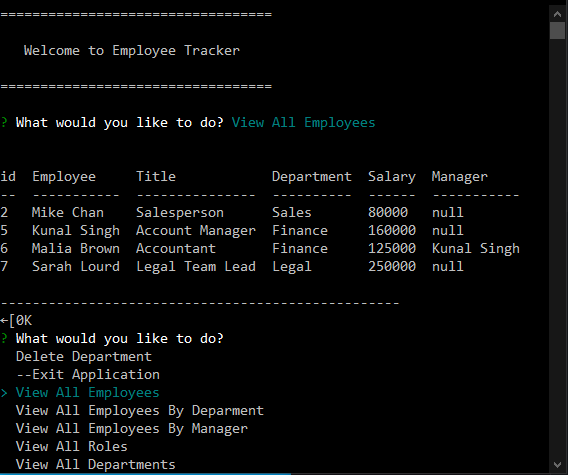 ==================================
Welcome to Employee Tracker
==================================
? What would you like to do? View All Employees
id  Employee     Title            Department  Salary  Manager
--  -----------  ---------------  ----------  ------  -----------
2   Mike Chan    Salesperson      Sales       80000   null
5   Kunal Singh  Account Manager  Finance     160000  null
6   Malia Brown  Accountant       Finance     125000  Kunal Singh
7   Sarah Lourd  Legal Team Lead  Legal       250000  null
--------------------------------------------------
←[0K
? What would you like to do?
Delete Department
--Exit Application
> View All Employees
View All Employees By Deparment
View All Employees By Manager
View All Roles
View All Departments